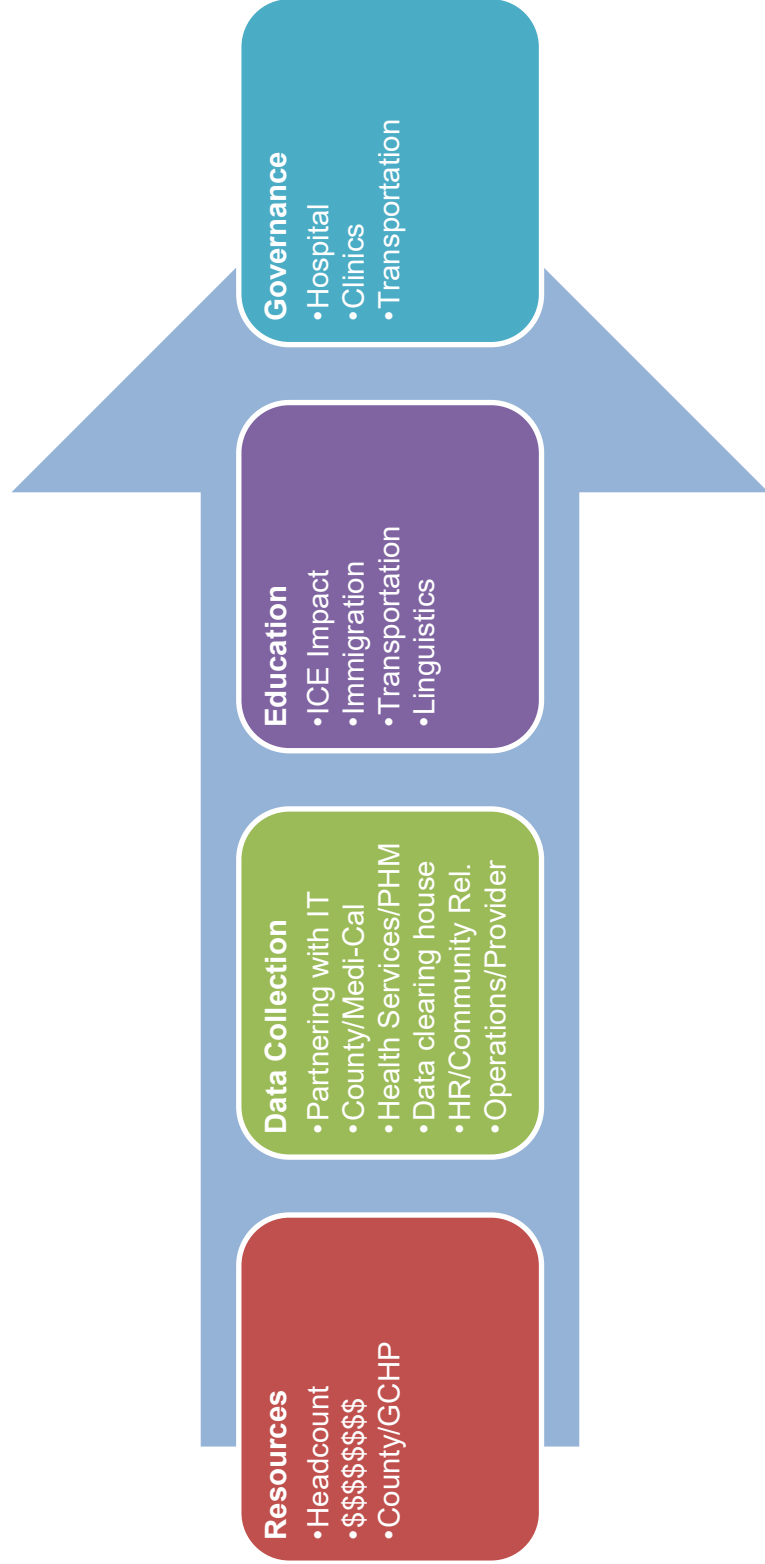 Resources
•Headcount
•$$$$$$$$$
•County/GCHP
Data Collection
•Partnering with IT
•County/Medi-Cal
•Health Services/PHM
•Data clearing house
•HR/Community Rel.
•Operations/Provider
Education
•ICE Impact
•Immigration
•Transportation
•Linguistics
Governance
•Hospital
•Clinics
•Transportation